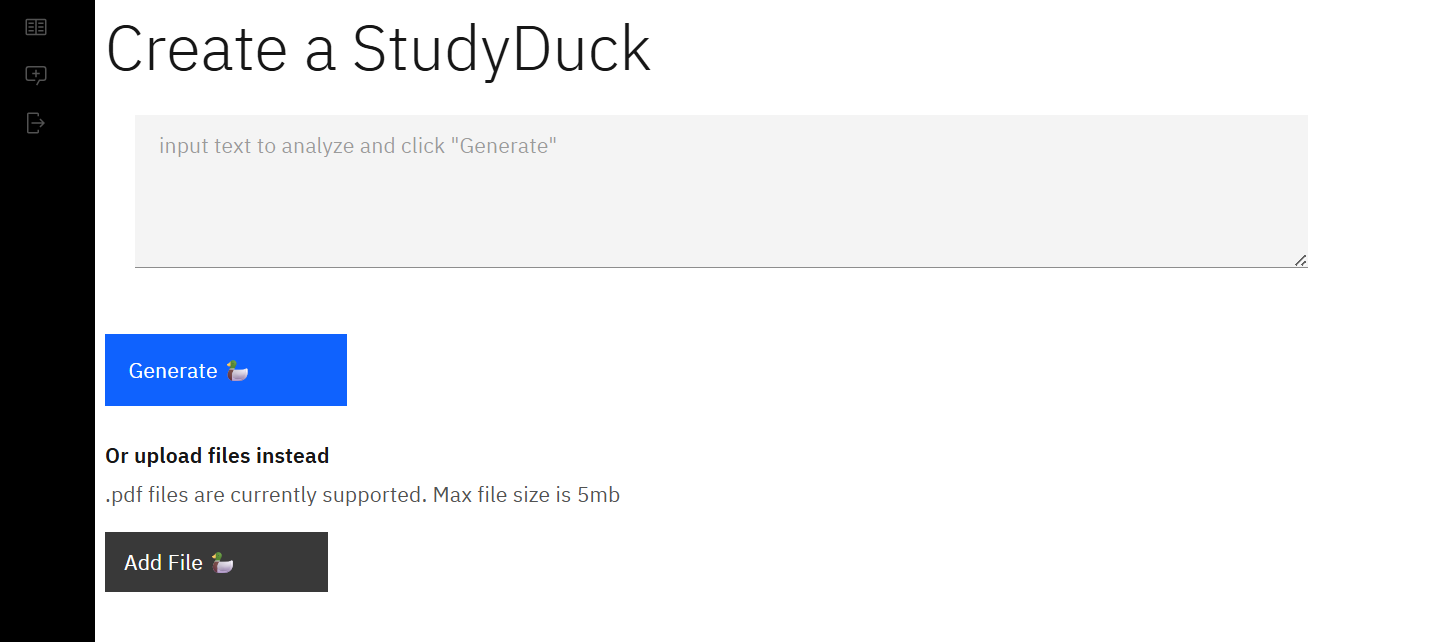 Create a StudyDuck
input text to analyze and click "Generate"
Generate 🦆
Or upload files instead
.pdf files are currently supported. Max file size is 5mb
Add File 🦆